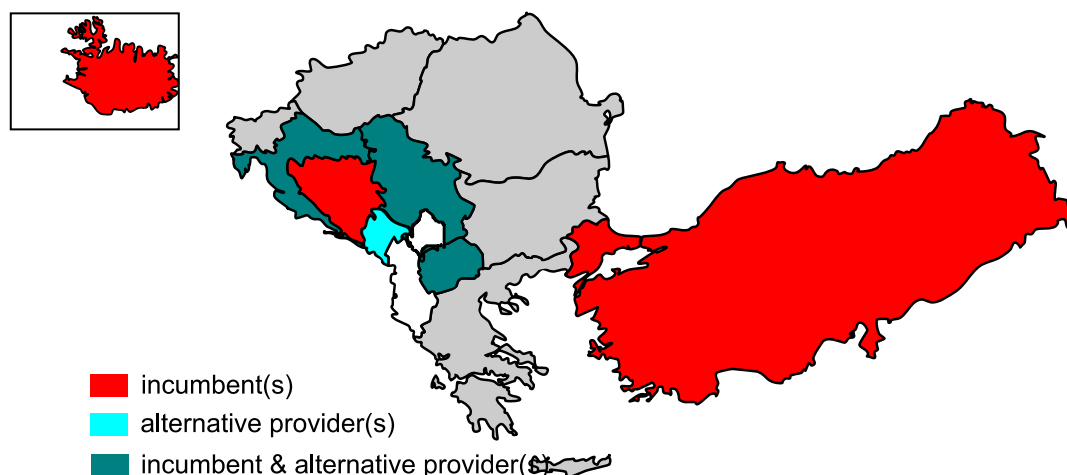 incumbent(s)
alternative provider(s)
incumbent & alternative provider(s)